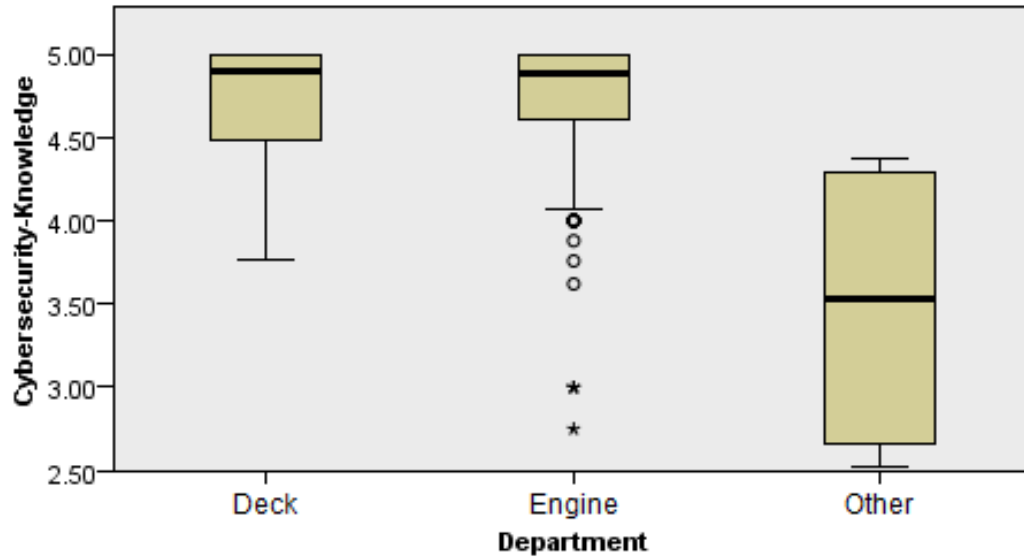 Cybersecurity-Knowledge
5.00
4.50
4.00
3.50
3.00
2.50
Deck Engine Other
Department